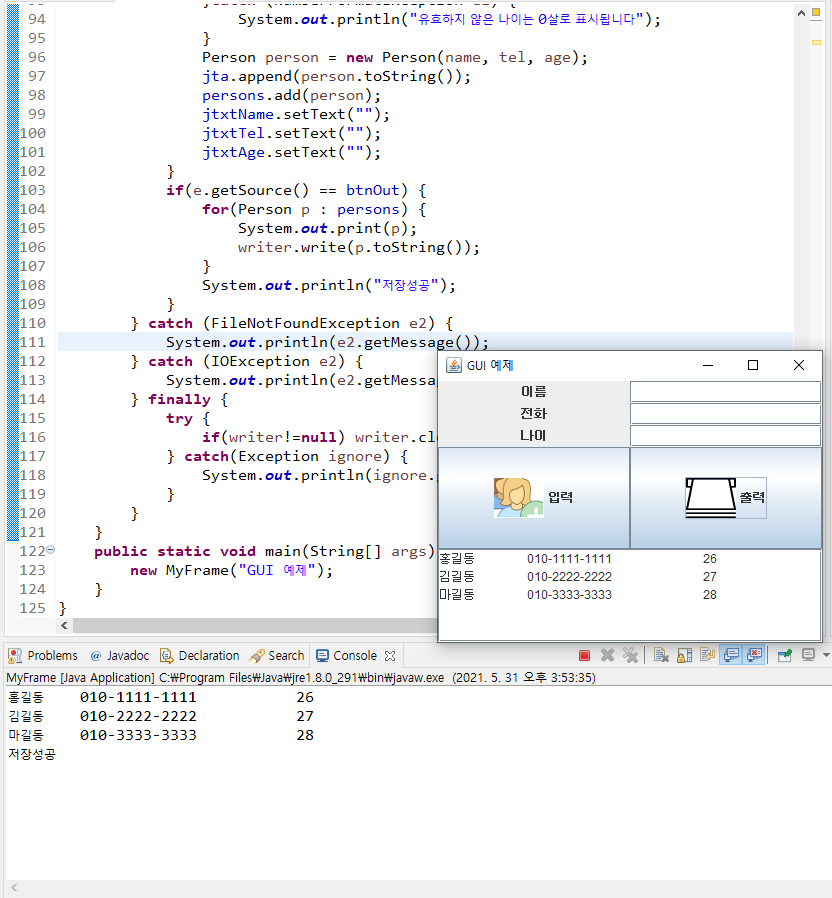 94 System.out.println("유효하지 않은 나이는 0살로 표시됩니다");
95 }
96 Person person = new Person(name, tel, age);
97 jta.append(person.toString());
98 persons.add(person);
99 jtxtName.setText("");
100 jtxtTel.setText("");
101 jtxtAge.setText("");
102 }
103 if(e.getSource() == btnOut) {
104 for(Person p : persons) {
105 System.out.print(p);
106 writer.write(p.toString());
107 }
108 System.out.println("저장성공");
109 }
110 } catch (FileNotFoundException e2) {
111 System.out.println(e2.getMessage());
112 } catch (IOException e2) {
113 System.out.println(e2.getMessa
114 } finally {
115 try {
116 if(writer!=null) writer.clo
117 } catch(Exception ignore) {
118 System.out.println(ignore.
119 }
120 }
121 }
122 public static void main(String[] args)
123 new MyFrame("GUI 예제");
124 }
125 }
GUI 예제
이름
전화
나이
입력 출력
홍길동 010-1111-1111 26
김길동 010-2222-2222 27
마길동 010-3333-3333 28
Problems @ Javadoc Declaration Search Console
MyFrame [Java Application] C:\Program Files\Java\jre1.8.0_291\bin\javaw.exe (2021. 5. 31 오후 3:53:35)
홍길동 010-1111-1111 26
김길동 010-2222-2222 27
마길동 010-3333-3333 28
저장성공